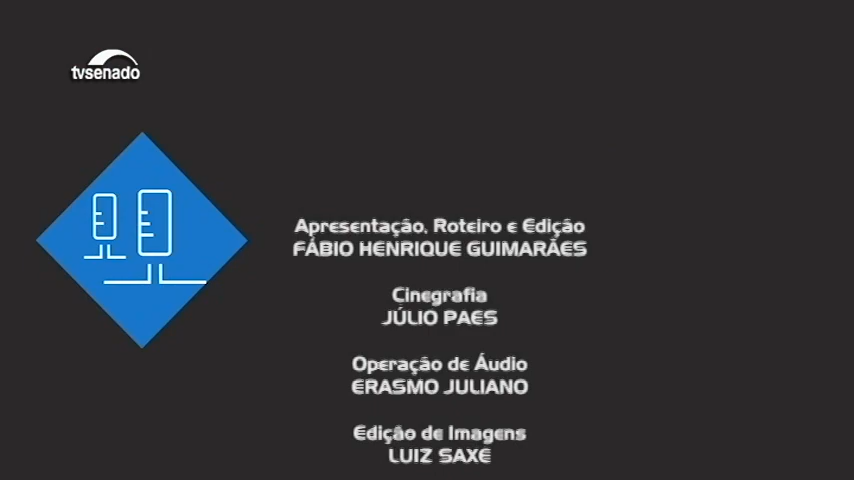 tvsenado
Apresentação, Roteiro e Edição
FÁBIO HENRIQUE GUIMARÃES
Cinegrafia
JÚLIO PAES
Operação de Áudio
ERASMO JULIANO
Edição de Imagens
LUIZ SAXE